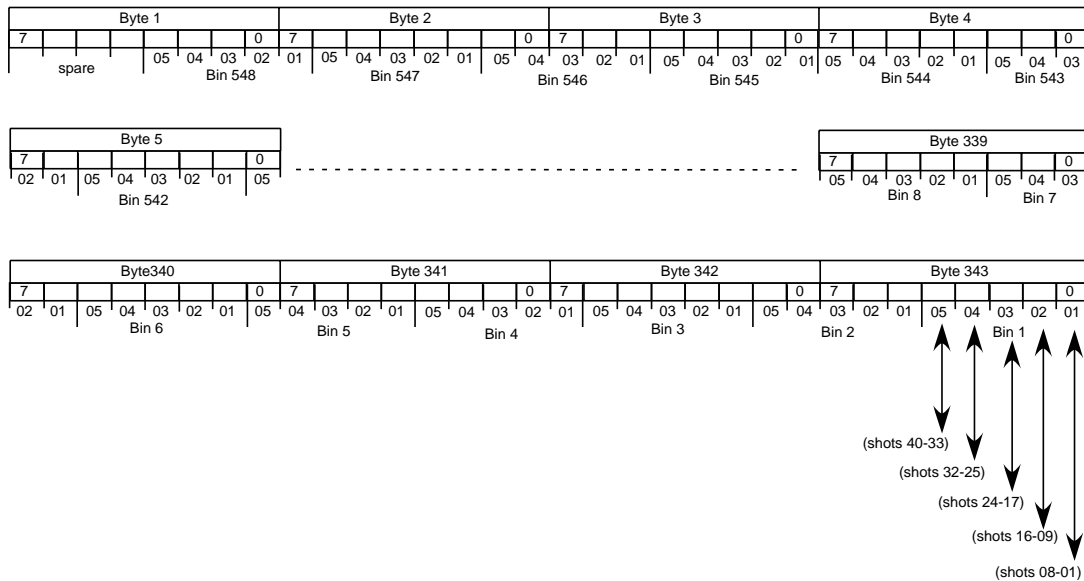 Byte 1 Byte 2 Byte 3 Byte 4
7 0 7 0 7 0 7 0
05 04 03 02 01 05 04 03 02 01 05 04 03 02 01 05 04 03 02 01 05 04 03 02 01 05 04 03
spare Bin 548 Bin 547 Bin 546 Bin 545 Bin 544 Bin 543
Byte 5 Byte 339
7 0 7 0
02 01 05 04 03 02 01 05 05 04 03 02 01 05 04 03
Bin 542 Bin 8 Bin 7
Byte340 Byte 341 Byte 342 Byte 343
7 0 7 0 7 0 7 0
02 01 05 04 03 02 01 05 04 03 02 01 05 04 03 02 01 05 04 03 02 01 05 04 03 02 01 05 04 03 02 01
Bin 6 Bin 5 Bin 4 Bin 3 Bin 2 Bin 1
(shots 40-33)
(shots 32-25)
(shots 24-17)
(shots 16-09)
(shots 08-01)